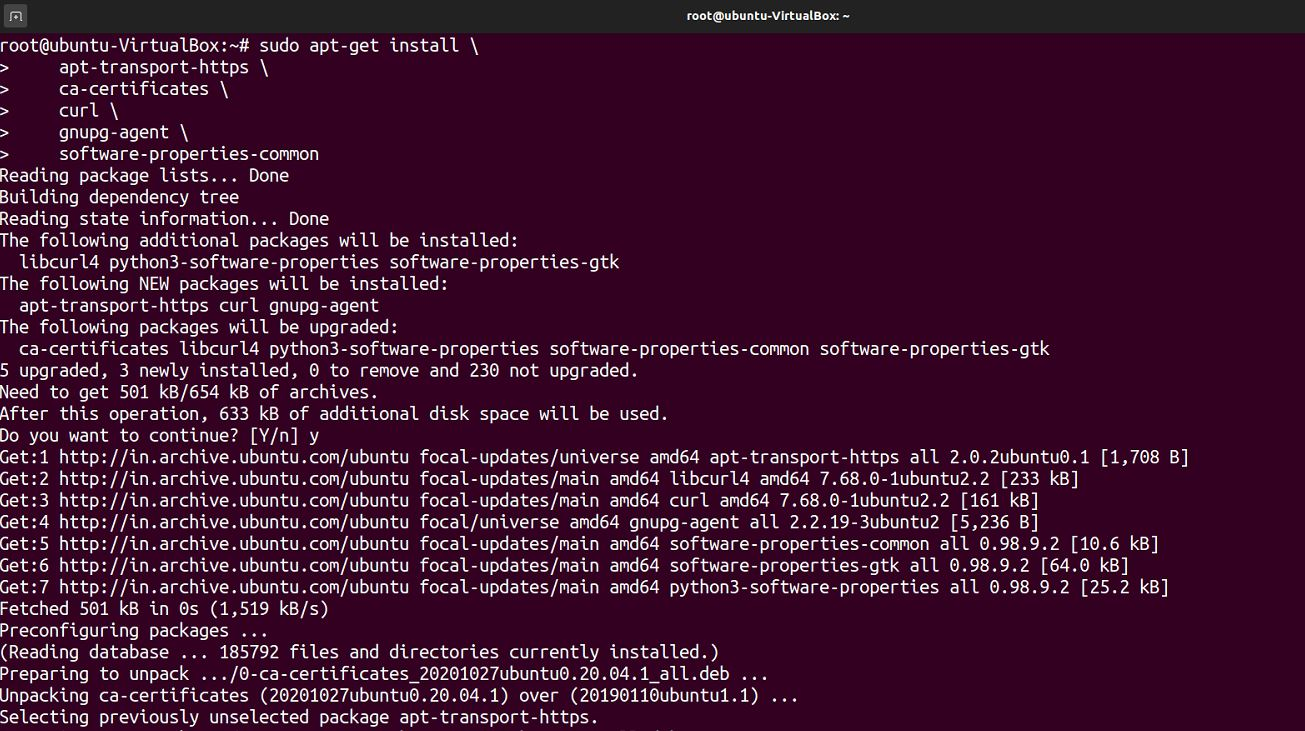 root@ubuntu-VirtualBox: ~
root@ubuntu-VirtualBox:~# sudo apt-get install \
>     apt-transport-https \
>     ca-certificates \
>     curl \
>     gnupg-agent \
>     software-properties-common
Reading package lists... Done
Building dependency tree
Reading state information... Done
The following additional packages will be installed:
  libcurl4 python3-software-properties software-properties-gtk
The following NEW packages will be installed:
  apt-transport-https curl gnupg-agent
The following packages will be upgraded:
  ca-certificates libcurl4 python3-software-properties software-properties-common software-properties-gtk
5 upgraded, 3 newly installed, 0 to remove and 230 not upgraded.
Need to get 501 kB/654 kB of archives.
After this operation, 633 kB of additional disk space will be used.
Do you want to continue? [Y/n] y
Get:1 http://in.archive.ubuntu.com/ubuntu focal-updates/universe amd64 apt-transport-https all 2.0.2ubuntu0.1 [1,708 B]
Get:2 http://in.archive.ubuntu.com/ubuntu focal-updates/main amd64 libcurl4 amd64 7.68.0-1ubuntu2.2 [233 kB]
Get:3 http://in.archive.ubuntu.com/ubuntu focal-updates/main amd64 curl amd64 7.68.0-1ubuntu2.2 [161 kB]
Get:4 http://in.archive.ubuntu.com/ubuntu focal/universe amd64 gnupg-agent all 2.2.19-3ubuntu2 [5,236 B]
Get:5 http://in.archive.ubuntu.com/ubuntu focal-updates/main amd64 software-properties-common all 0.98.9.2 [10.6 kB]
Get:6 http://in.archive.ubuntu.com/ubuntu focal-updates/main amd64 software-properties-gtk all 0.98.9.2 [64.0 kB]
Get:7 http://in.archive.ubuntu.com/ubuntu focal-updates/main amd64 python3-software-properties all 0.98.9.2 [25.2 kB]
Fetched 501 kB in 0s (1,519 kB/s)
Preconfiguring packages ...
(Reading database ... 185792 files and directories currently installed.)
Preparing to unpack .../0-ca-certificates_20201027ubuntu0.20.04.1_all.deb ...
Unpacking ca-certificates (20201027ubuntu0.20.04.1) over (20190110ubuntu1.1) ...
Selecting previously unselected package apt-transport-https.